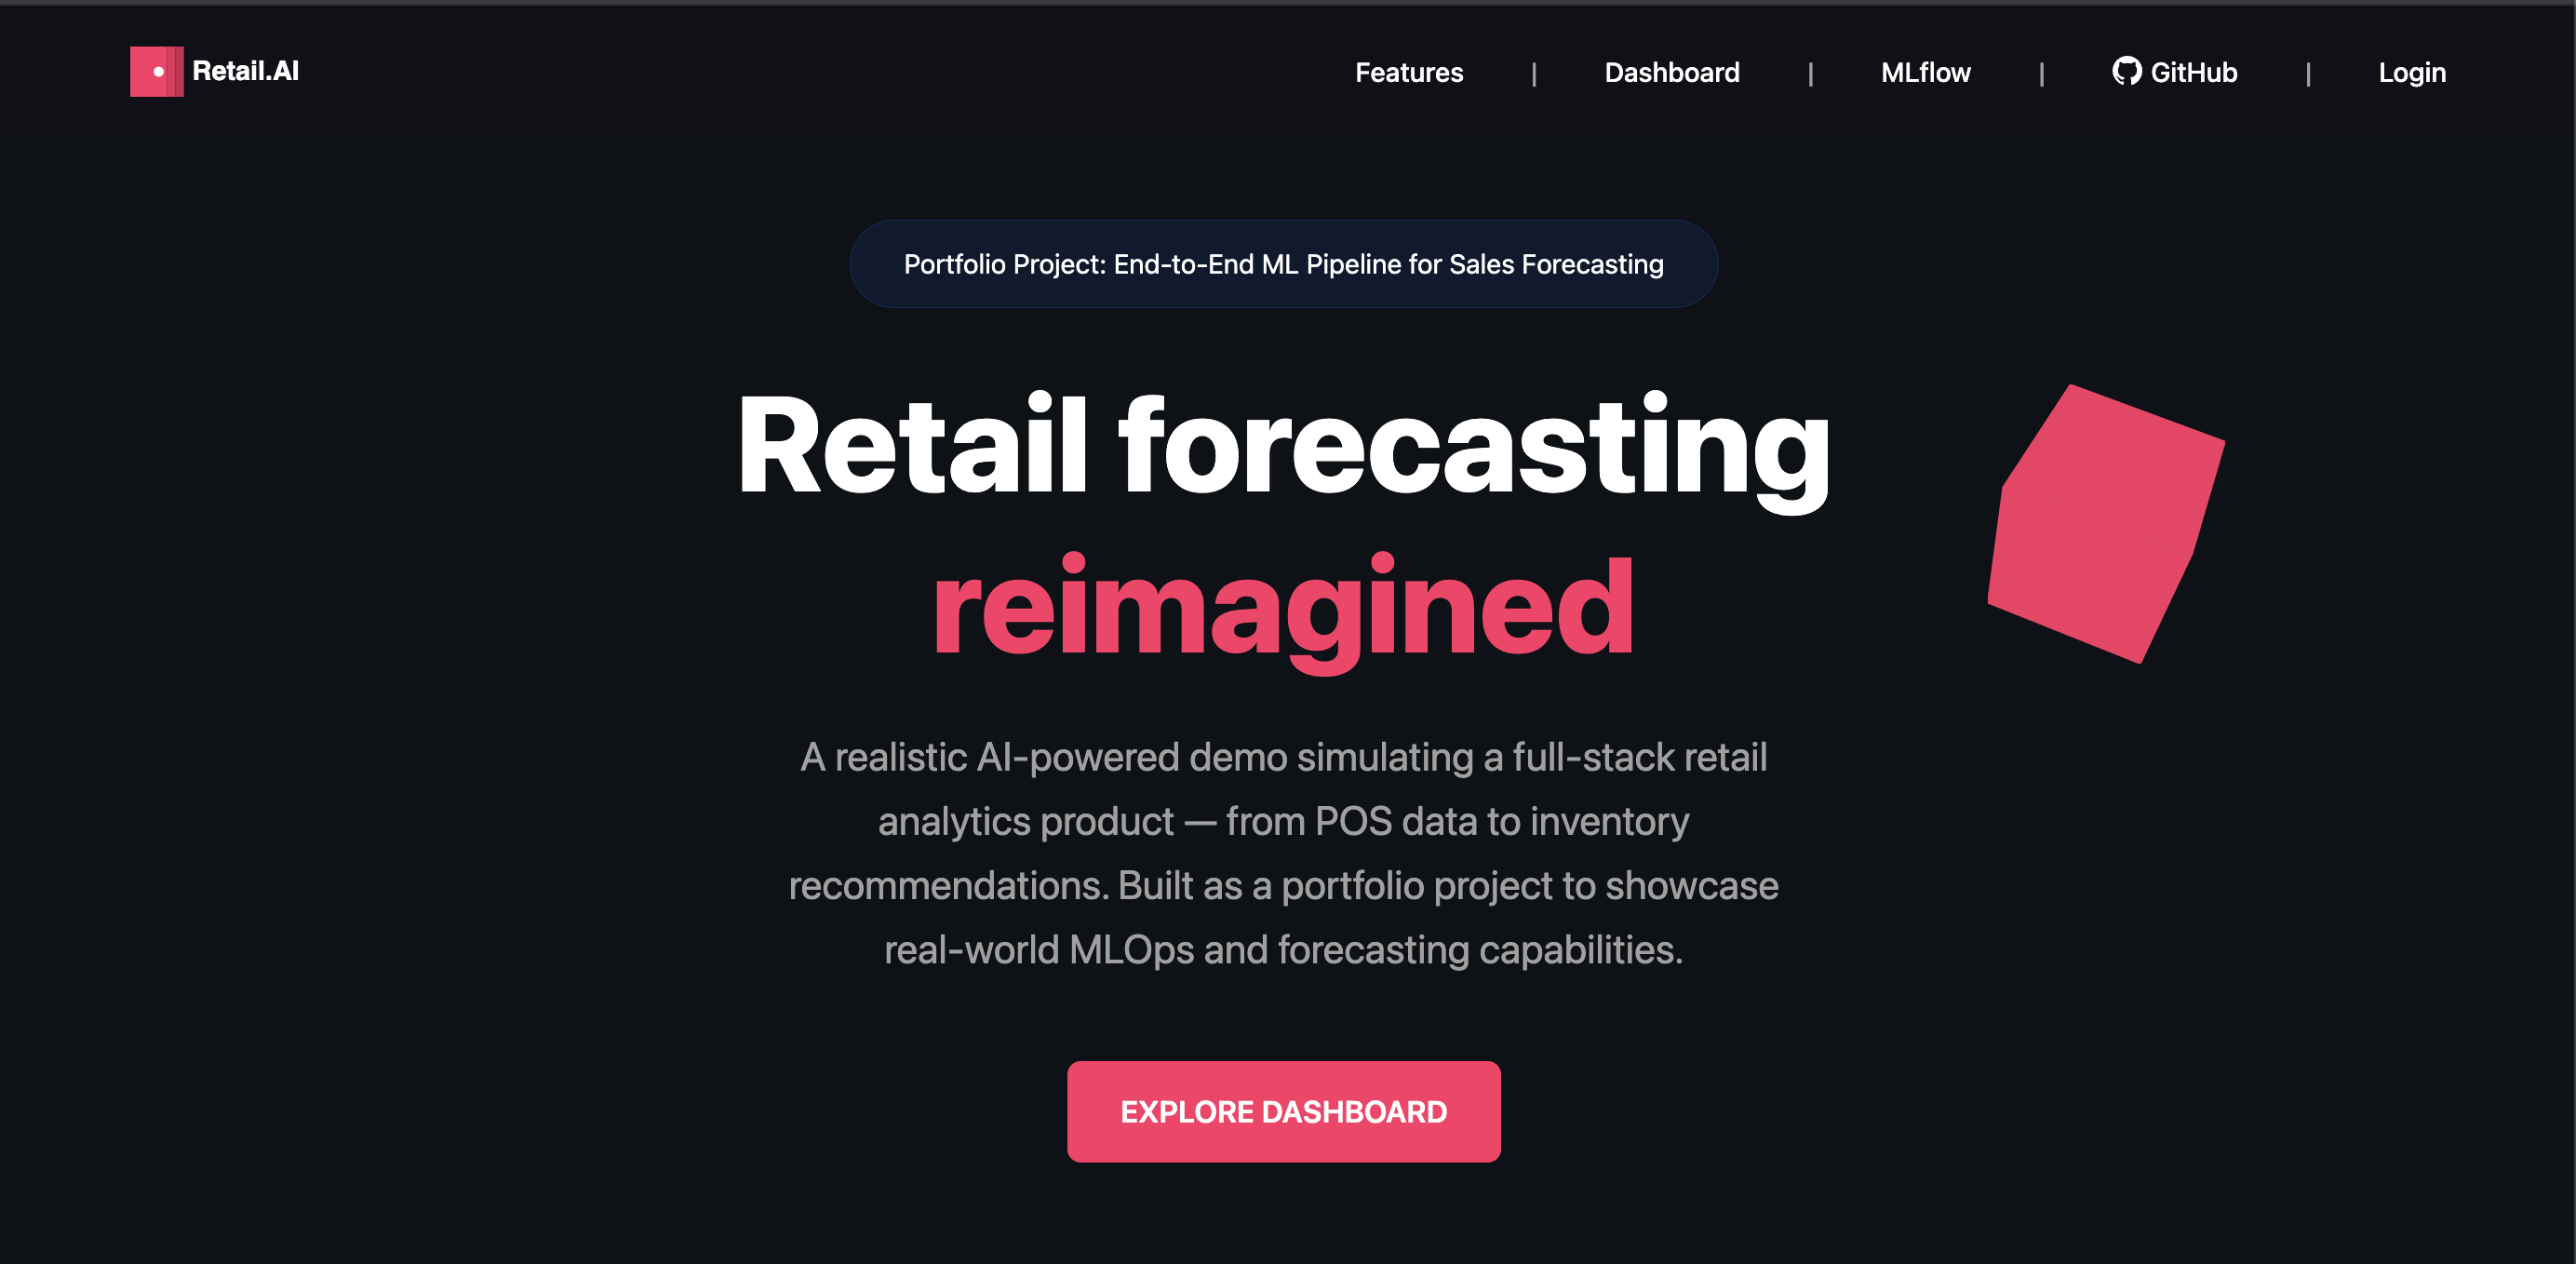 Retail.AI
Features | Dashboard | MLflow | GitHub | Login
Portfolio Project: End-to-End ML Pipeline for Sales Forecasting
Retail forecasting
reimagined
A realistic AI-powered demo simulating a full-stack retail
analytics product — from POS data to inventory
recommendations. Built as a portfolio project to showcase
real-world MLOps and forecasting capabilities.
EXPLORE DASHBOARD